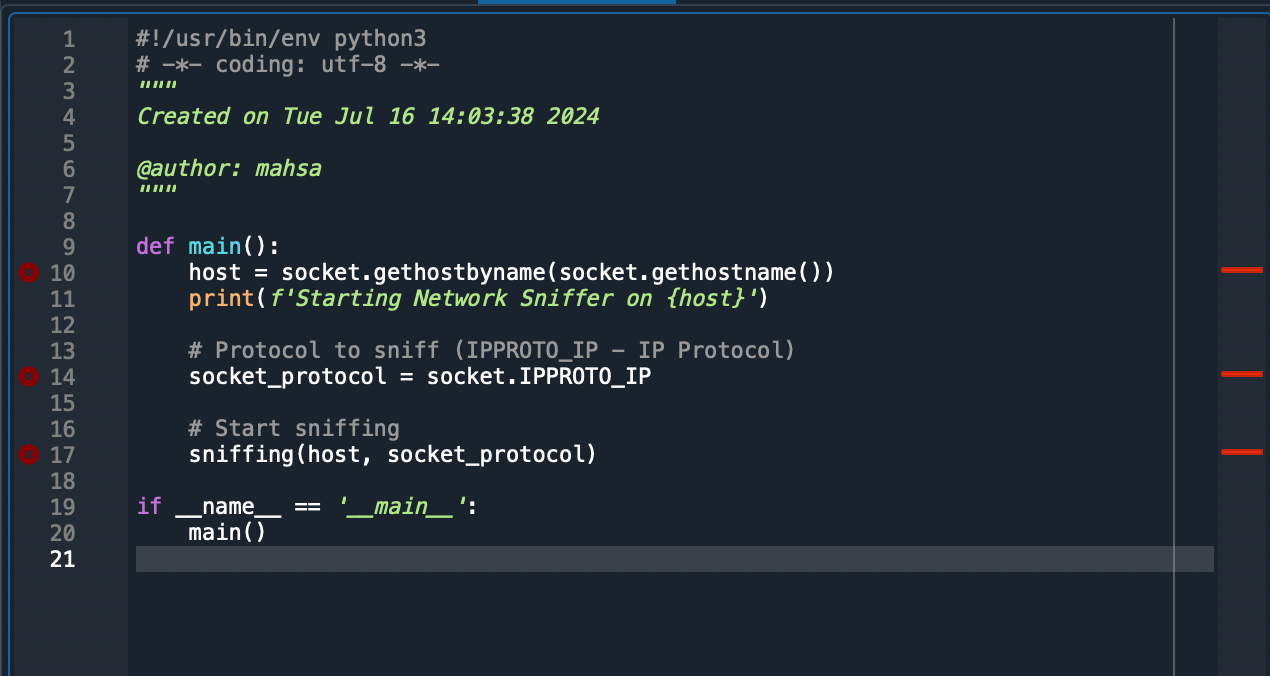 1 #!/usr/bin/env python3
2 # -*- coding: utf-8 -*-
3 """
4 Created on Tue Jul 16 14:03:38 2024
5
6 @author: mahsa
7 """
8
9 def main():
10     host = socket.gethostbyname(socket.gethostname())
11     print(f'Starting Network Sniffer on {host}')
12
13     # Protocol to sniff (IPPROTO_IP - IP Protocol)
14     socket_protocol = socket.IPPROTO_IP
15
16     # Start sniffing
17     sniffing(host, socket_protocol)
18
19 if __name__ == '__main__':
20     main()
21